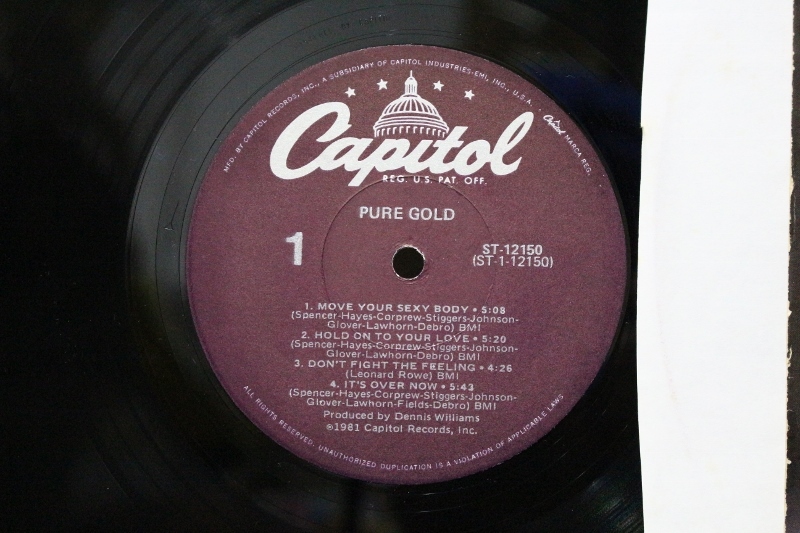 MFD. BY CAPITOL RECORDS, INC., A SUBSIDIARY OF CAPITOL INDUSTRIES-EMI, INC., U.S.A. · Capitol MARCA REG.
Capitol
REG. U.S. PAT. OFF.
PURE GOLD
1
ST-12150
(ST-1-12150)
1. MOVE YOUR SEXY BODY • 5:08
(Spencer-Hayes-Corprew-Stiggers-Johnson-
Glover-Lawhorn-Debro) BMI
2. HOLD ON TO YOUR LOVE • 5:20
(Spencer-Hayes-Corprew-Stiggers-Johnson-
Glover-Lawhorn-Debro) BMI
3. DON'T FIGHT THE FEELING • 4:26
(Leonard Rowe) BMI
4. IT'S OVER NOW • 5:43
(Spencer-Hayes-Corprew-Stiggers-Johnson-
Glover-Lawhorn-Fields-Debro) BMI
Produced by Dennis Williams
℗1981 Capitol Records, Inc.
ALL RIGHTS RESERVED. UNAUTHORIZED DUPLICATION IS A VIOLATION OF APPLICABLE LAWS